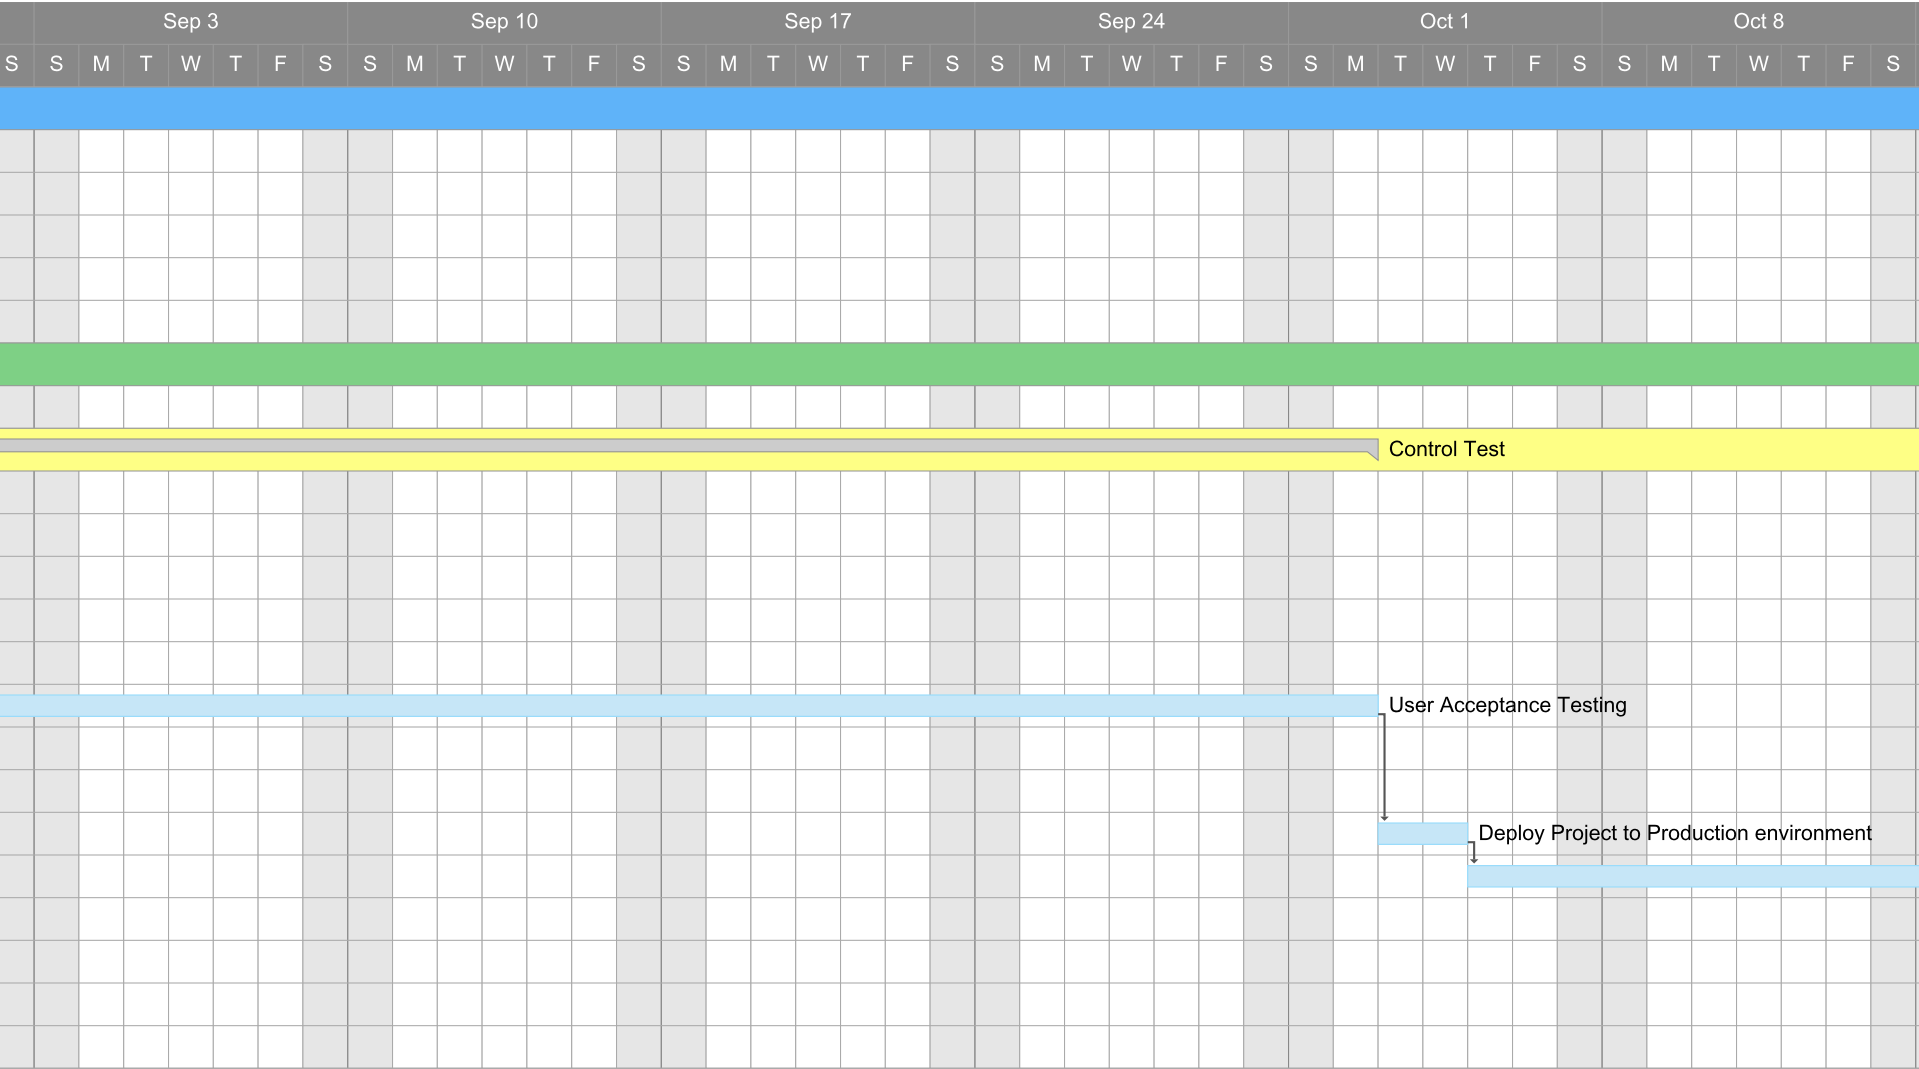 Sep 3 Sep 10 Sep 17 Sep 24 Oct 1 Oct 8
S S M T W T F S S M T W T F S S M T W T F S S M T W T F S S M T W T F S S M T W T F S
Control Test
User Acceptance Testing
Deploy Project to Production environment